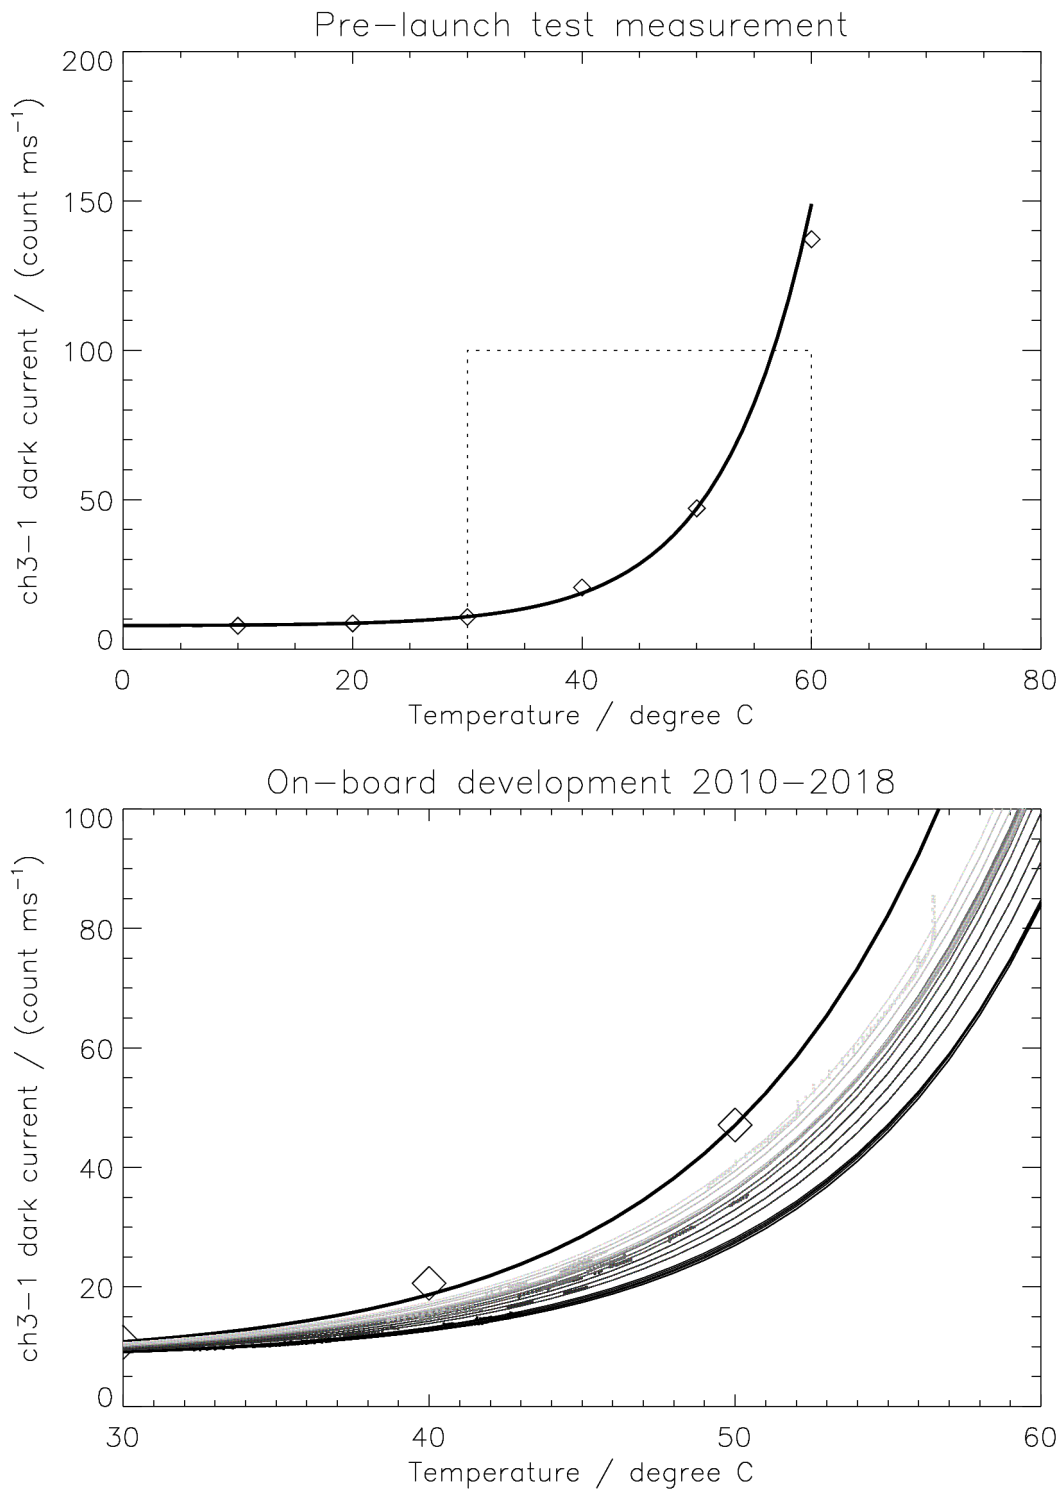 Pre-launch test measurement
200
150
100
50
0
ch3-1 dark current / (count ms⁻¹)
0 20 40 60 80
Temperature / degree C
On-board development 2010-2018
100
80
60
40
20
0
ch3-1 dark current / (count ms⁻¹)
30 40 50 60
Temperature / degree C